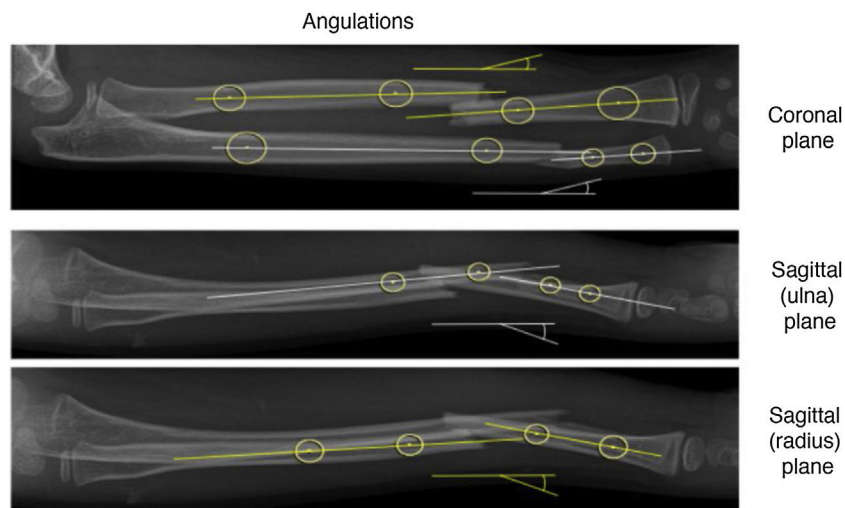 Angulations
Coronal
plane
Sagittal
(ulna)
plane
Sagittal
(radius)
plane